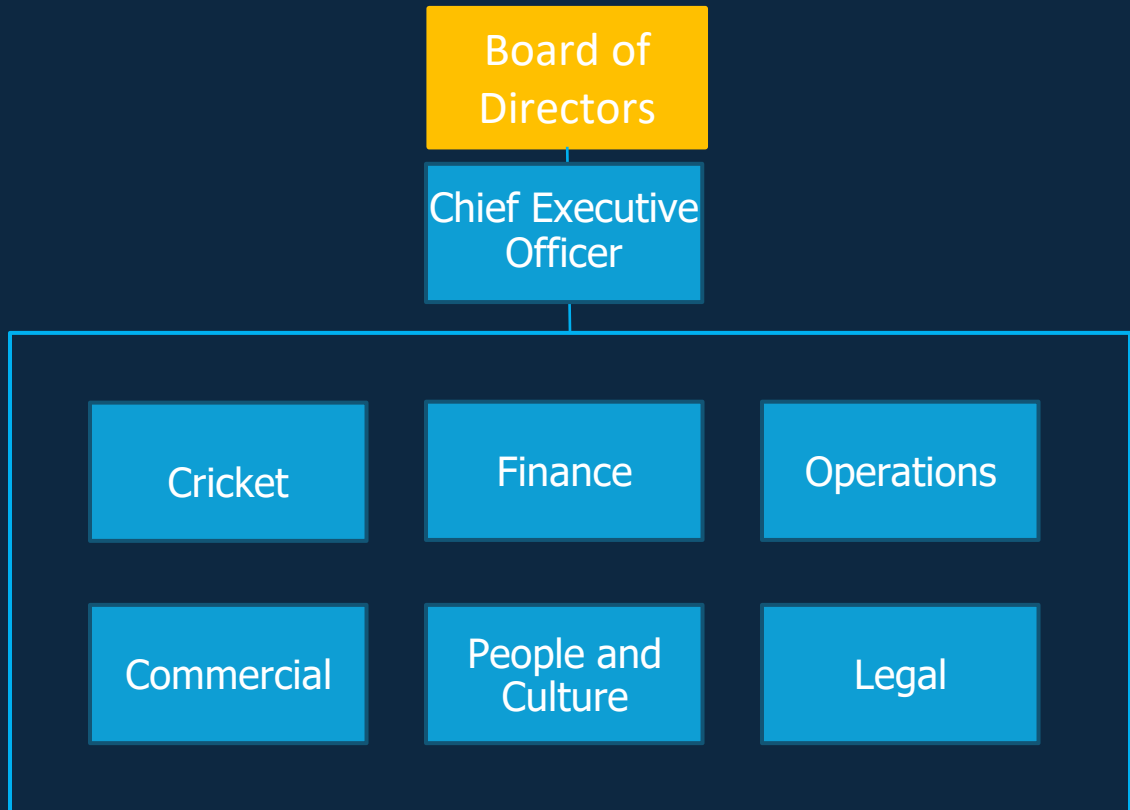 Board of
Directors
Chief Executive
Officer
Cricket
Finance
Operations
Commercial
People and
Culture
Legal